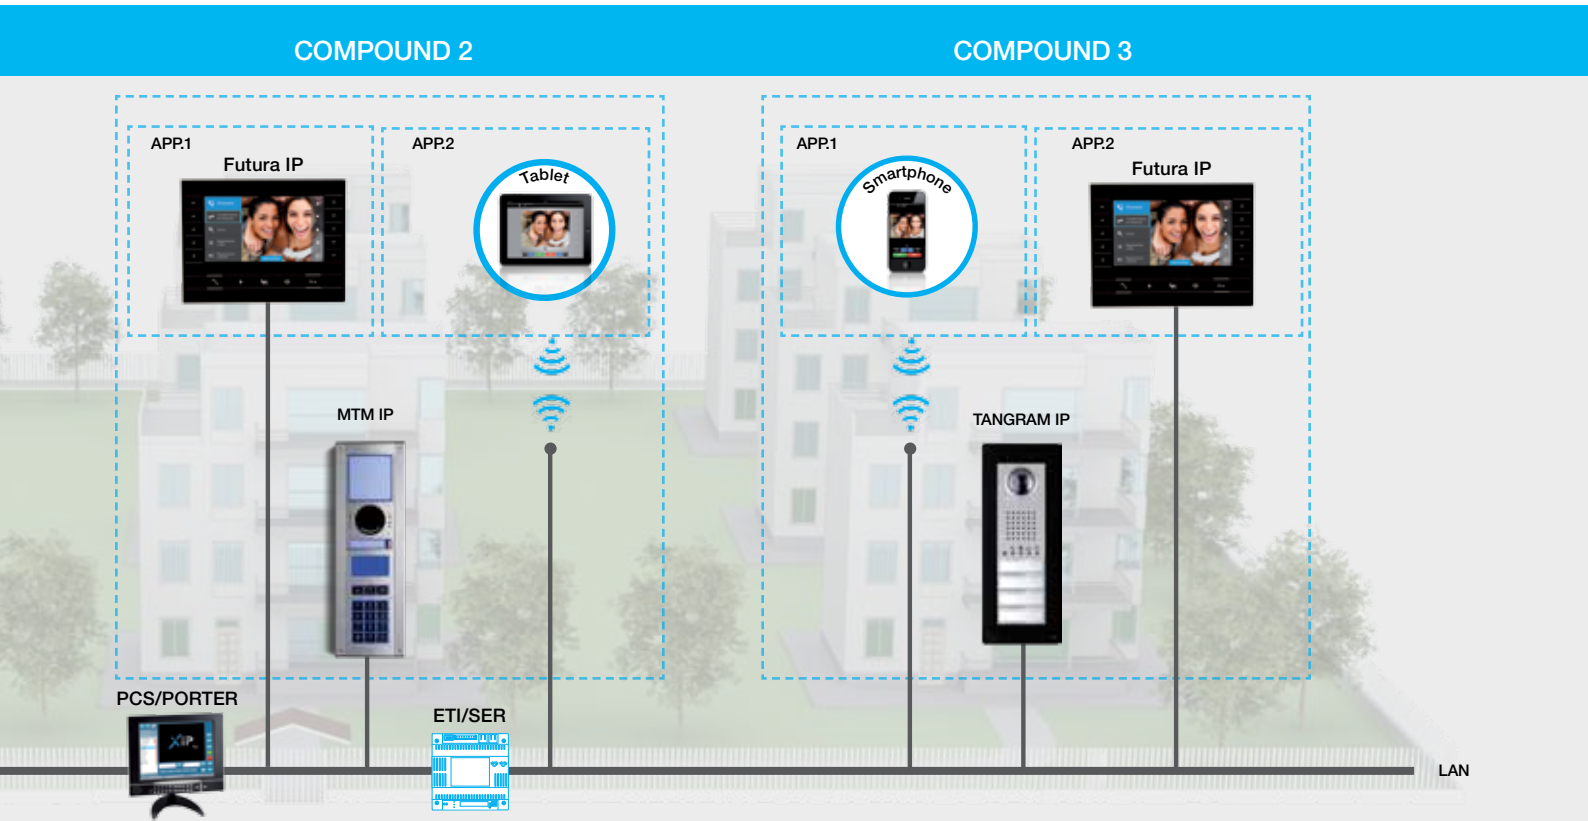 COMPOUND 2
COMPOUND 3
APP.1
Futura IP
APP.2
Tablet
APP.1
Smartphone
APP.2
Futura IP
MTM IP
TANGRAM IP
PCS/PORTER
XIP
ETI/SER
LAN